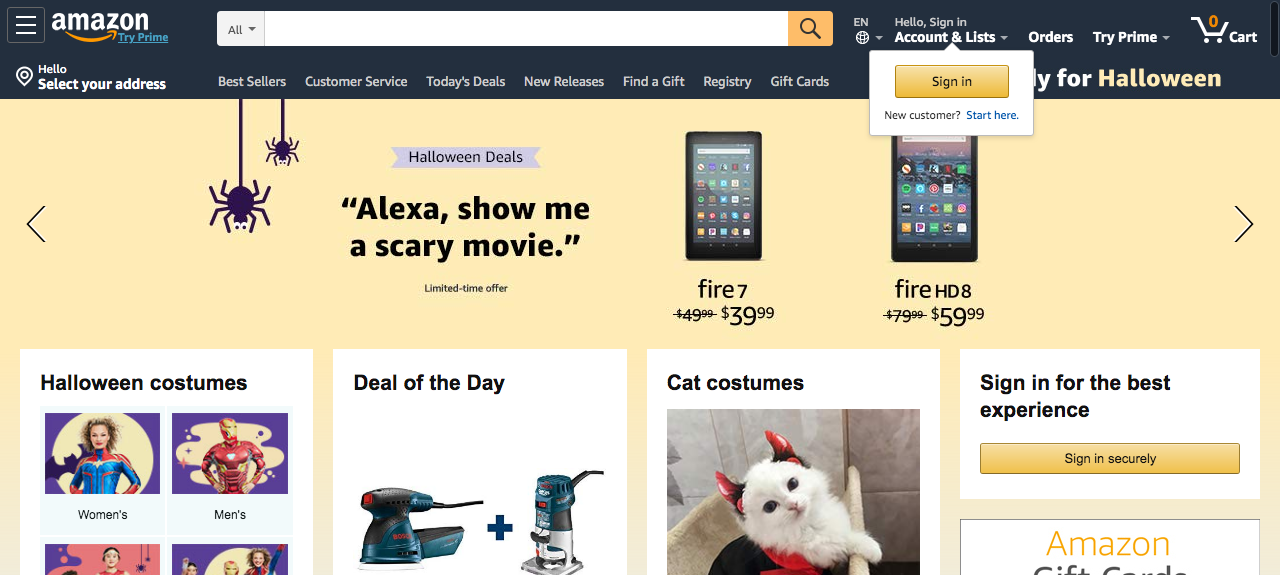 amazon
Try Prime
All
EN
Hello, Sign in
Account & Lists
Orders
Try Prime
0
Cart
Hello
Select your address
Best Sellers
Customer Service
Today's Deals
New Releases
Find a Gift
Registry
Gift Cards
Sign in
New customer? Start here.
y for Halloween
Halloween Deals
“Alexa, show me
a scary movie.”
Limited-time offer
fire 7
$49.99 $39.99
fire HD 8
$79.99 $59.99
Halloween costumes
Women's
Men's
Deal of the Day
BOSCH
Cat costumes
Sign in for the best
experience
Sign in securely
Amazon
Gift Cards